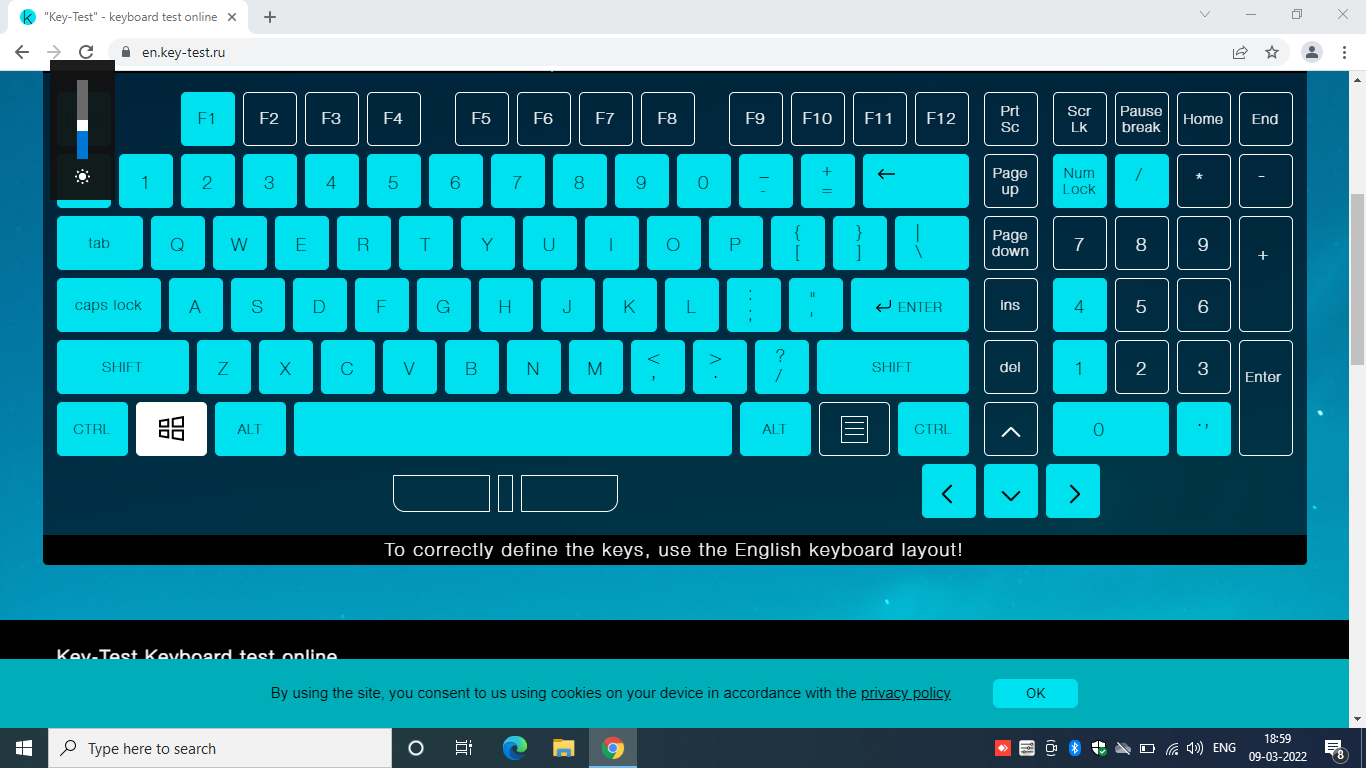 "Key-Test" - keyboard test online
en.key-test.ru
F1 F2 F3 F4 F5 F6 F7 F8 F9 F10 F11 F12 Prt Sc Scr Lk Pause break Home End
1 2 3 4 5 6 7 8 9 0 _ - + = Page up Num Lock / * -
tab Q W E R T Y U I O P { [ } ] | \ Page down 7 8 9 +
caps lock A S D F G H J K L : ; " ' ENTER ins 4 5 6
SHIFT Z X C V B N M < , > . ? / SHIFT del 1 2 3 Enter
CTRL ALT ALT CTRL 0 .,
To correctly define the keys, use the English keyboard layout!
Key-Test Keyboard test online
By using the site, you consent to us using cookies on your device in accordance with the privacy policy OK
Type here to search
ENG
18:59
09-03-2022
8